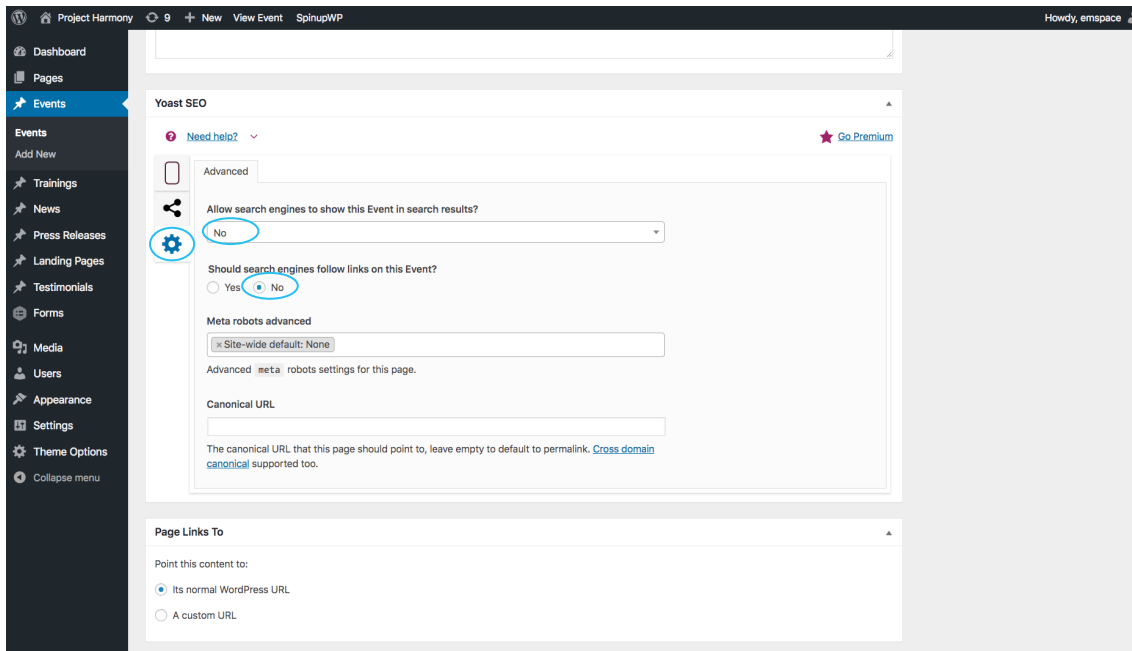 Project Harmony 9 New View Event SpinupWP Howdy, emspace
Dashboard
Pages
Events
Events
Add New
Trainings
News
Press Releases
Landing Pages
Testimonials
Forms
Media
Users
Appearance
Settings
Theme Options
Collapse menu
Yoast SEO
Need help? Go Premium
Advanced
Allow search engines to show this Event in search results?
No
Should search engines follow links on this Event?
Yes No
Meta robots advanced
× Site-wide default: None
Advanced meta robots settings for this page.
Canonical URL
The canonical URL that this page should point to, leave empty to default to permalink. Cross domain
canonical supported too.
Page Links To
Point this content to:
Its normal WordPress URL
A custom URL